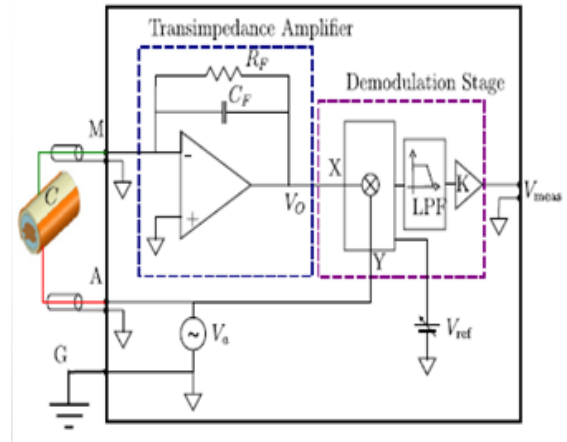 Transimpedance Amplifier
R_F
C_F
Demodulation Stage
M
-
X
K
C
+
V_O
LPF
V_meas
Y
A
V_a
V_ref
G